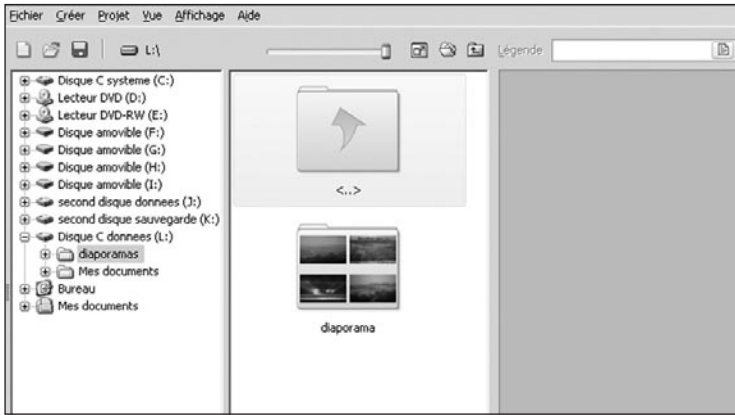 Fichier Créer Projet Vue Affichage Aide
L:\ Légende
Disque C systeme (C:)
Lecteur DVD (D:)
Lecteur DVD-RW (E:)
Disque amovible (F:)
Disque amovible (G:)
Disque amovible (H:)
Disque amovible (I:)
second disque donnees (J:)
second disque sauvegarde (K:)
Disque C donnees (L:)
diaporamas
Mes documents
Bureau
Mes documents
<..>
diaporama